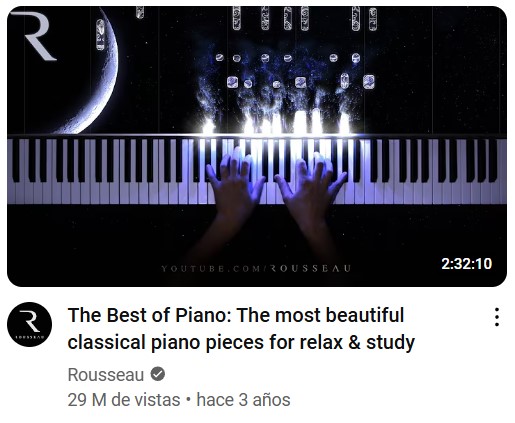 R
YOUTUBE.COM/ROUSSEAU
2:32:10
R
ROUSSEAU
The Best of Piano: The most beautiful
classical piano pieces for relax & study
Rousseau
29 M de vistas • hace 3 años